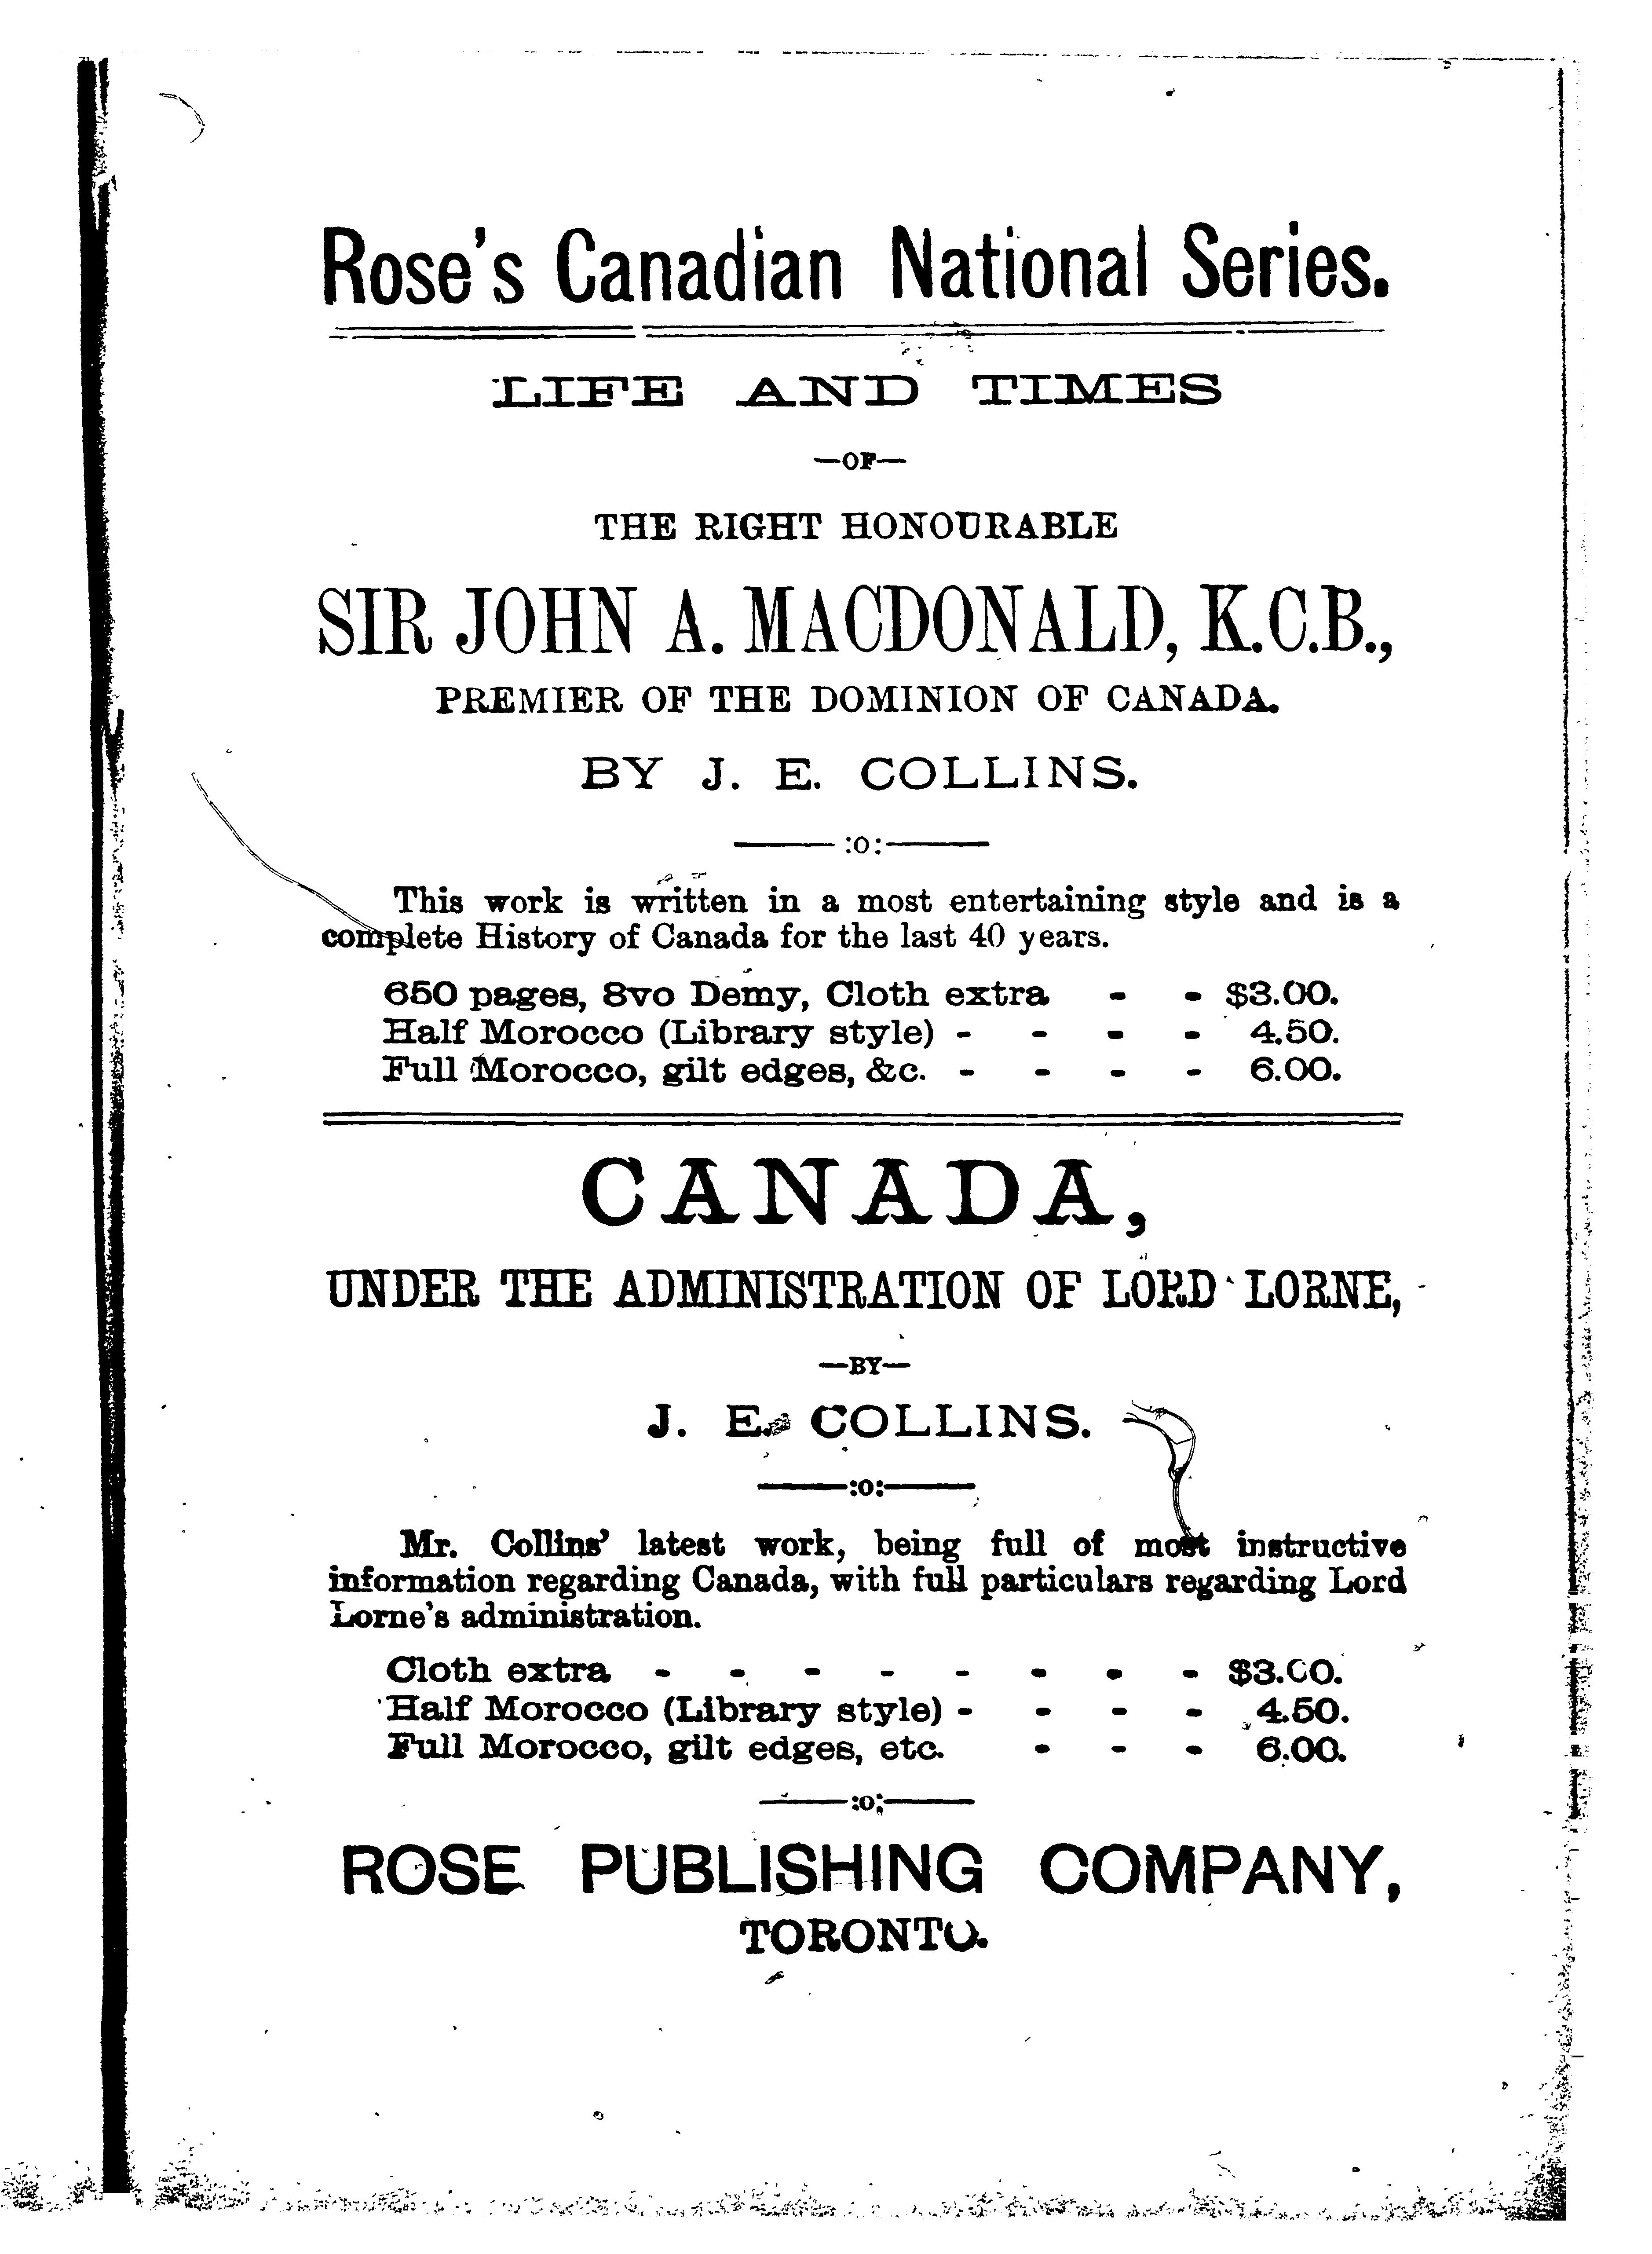 Rose's Canadian National Series.
LIFE AND TIMES
—OF—
THE RIGHT HONOURABLE
SIR JOHN A. MACDONALD, K.C.B.,
PREMIER OF THE DOMINION OF CANADA.
BY J. E. COLLINS.
——:o:——
This work is written in a most entertaining style and is a
complete History of Canada for the last 40 years.
650 pages, 8vo Demy, Cloth extra - - $3.00.
Half Morocco (Library style) - - - - 4.50.
Full Morocco, gilt edges, &c. - - - - 6.00.
CANADA,
UNDER THE ADMINISTRATION OF LORD LORNE,
—BY—
J. E. COLLINS.
——:o:——
Mr. Collins' latest work, being full of most instructive
information regarding Canada, with full particulars regarding Lord
Lorne's administration.
Cloth extra - - - - - - - - $3.00.
Half Morocco (Library style) - - - - 4.50.
Full Morocco, gilt edges, etc. - - - 6.00.
——:o:——
ROSE PUBLISHING COMPANY,
TORONTO.